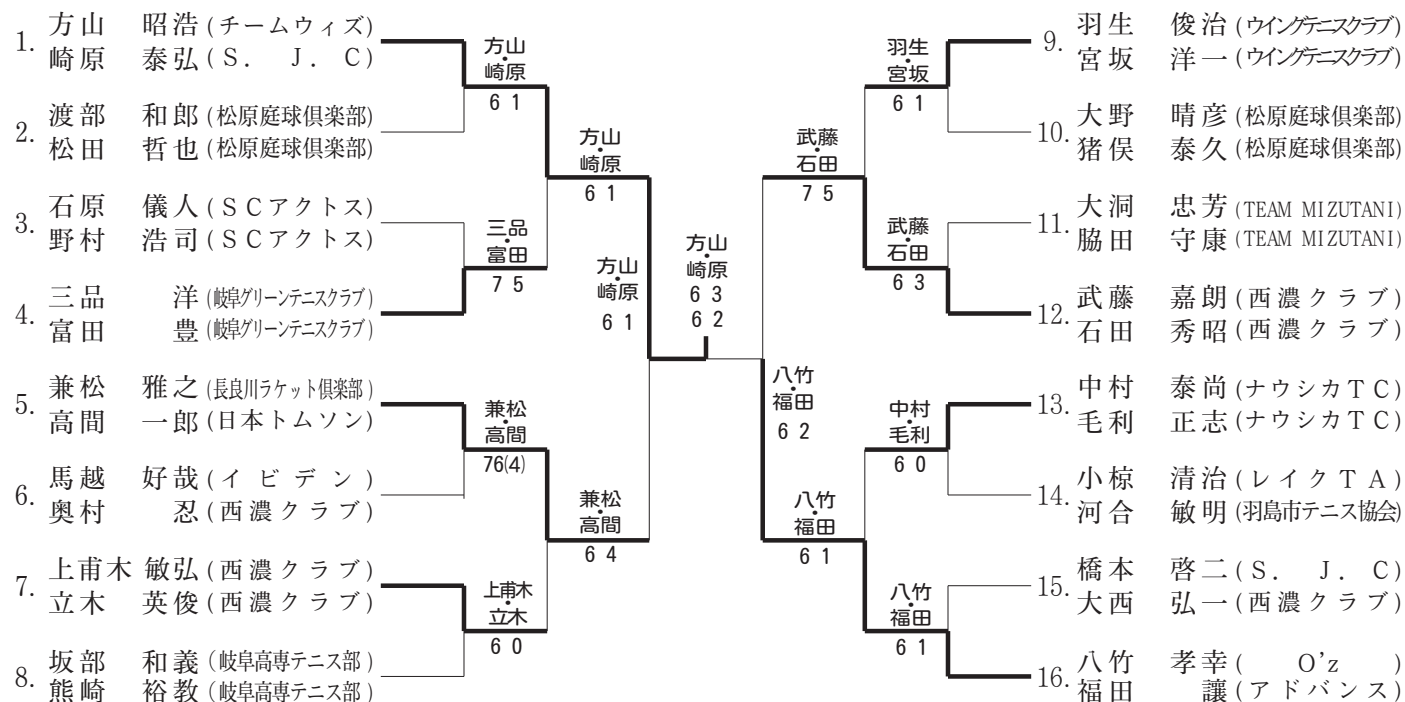 1. 方山 昭浩 (チームウィズ)
崎原 泰弘 (S. J. C)
2. 渡部 和郎 (松原庭球倶楽部)
松田 哲也 (松原庭球倶楽部)
3. 石原 儀人 (SCアクトス)
野村 浩司 (SCアクトス)
4. 三品 洋 (岐阜グリーンテニスクラブ)
富田 豊 (岐阜グリーンテニスクラブ)
5. 兼松 雅之 (長良川ラケット倶楽部)
高間 一郎 (日本トムソン)
6. 馬越 好哉 (イビデン)
奥村 忍 (西濃クラブ)
7. 上甫木 敏弘 (西濃クラブ)
立木 英俊 (西濃クラブ)
8. 坂部 和義 (岐阜高専テニス部)
熊崎 裕教 (岐阜高専テニス部)
方山・
崎原
6 1
三品・
富田
7 5
兼松・
高間
76(4)
上甫木・
立木
6 0
方山・
崎原
6 1
兼松・
高間
6 4
方山・
崎原
6 1
方山・
崎原
6 3
6 2
八竹・
福田
6 2
武藤・
石田
7 5
八竹・
福田
6 1
羽生・
宮坂
6 1
武藤・
石田
6 3
中村・
毛利
6 0
八竹・
福田
6 1
9. 羽生 俊治 (ウイングテニスクラブ)
宮坂 洋一 (ウイングテニスクラブ)
10. 大野 晴彦 (松原庭球倶楽部)
猪俣 泰久 (松原庭球倶楽部)
11. 大洞 忠芳 (TEAM MIZUTANI)
脇田 守康 (TEAM MIZUTANI)
12. 武藤 嘉朗 (西濃クラブ)
石田 秀昭 (西濃クラブ)
13. 中村 泰尚 (ナウシカTC)
毛利 正志 (ナウシカTC)
14. 小椋 清治 (レイクTA)
河合 敏明 (羽島市テニス協会)
15. 橋本 啓二 (S. J. C)
大西 弘一 (西濃クラブ)
16. 八竹 孝幸 (O'z)
福田 讓 (アドバンス)